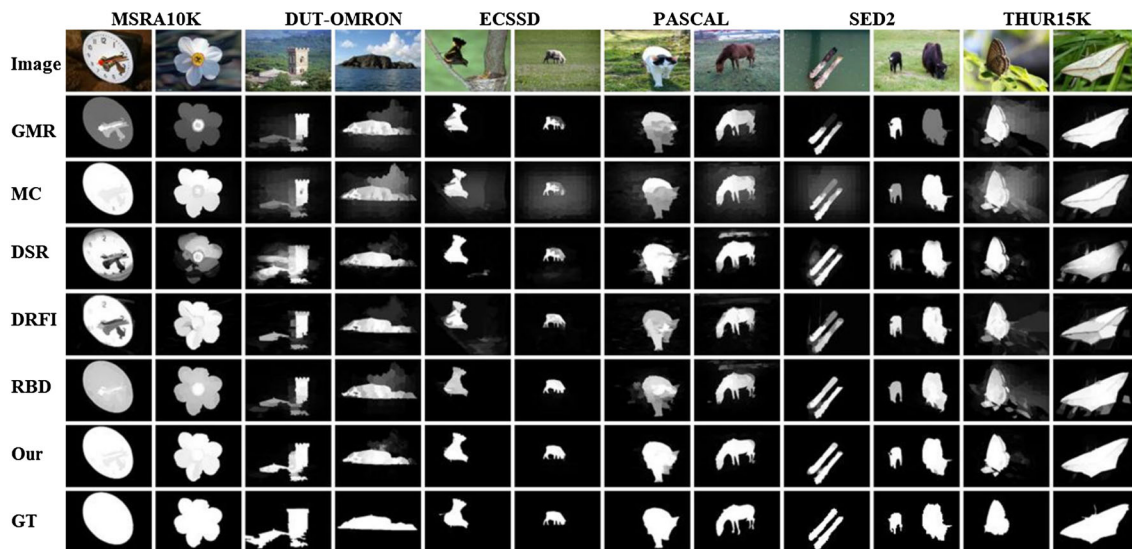 MSRA10K DUT-OMRON ECSSD PASCAL SED2 THUR15K
Image
GMR
MC
DSR
DRFI
RBD
Our
GT